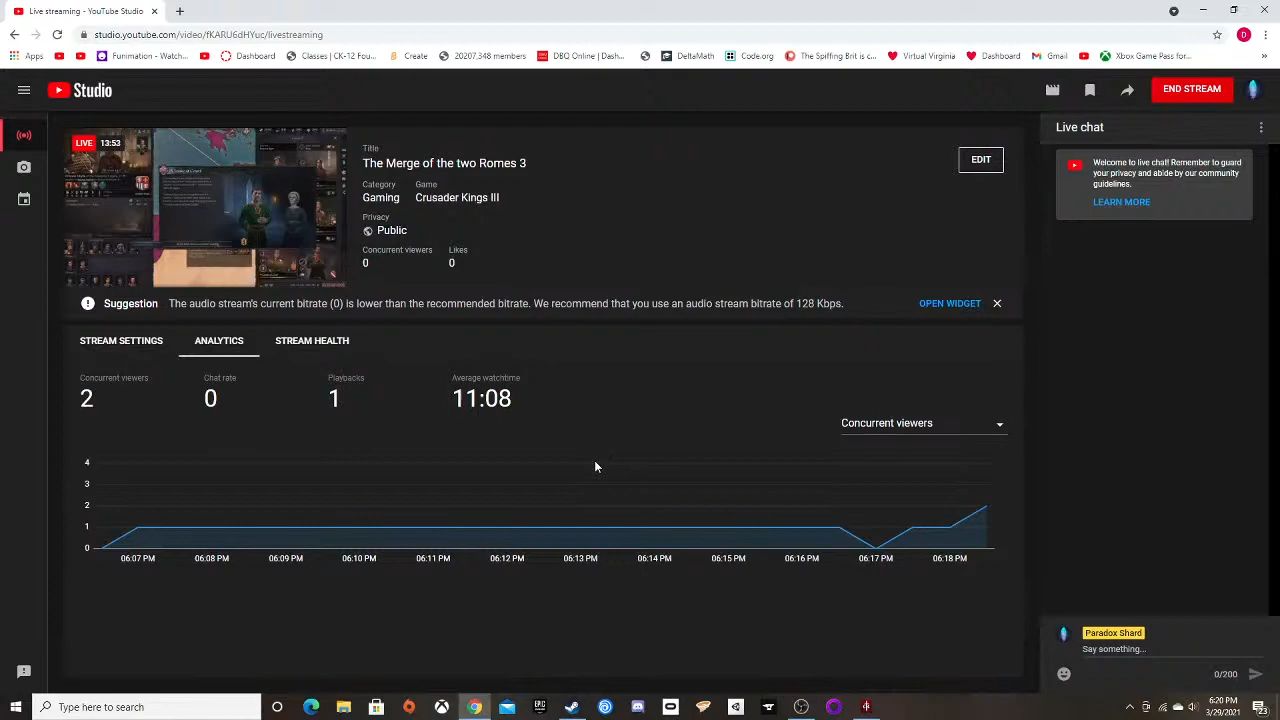 Live streaming - YouTube Studio
studio.youtube.com/video/fKARU6dHYuc/livestreaming
Apps
Funimation - Watch...
Dashboard
Classes | CK-12 Fou...
Create
20207,348 members
DBQ Online | Dash...
DeltaMath
Code.org
The Spiffing Brit is c...
Virtual Virginia
Dashboard
Gmail
Xbox Game Pass for...
»
Studio
END STREAM
LIVE 13:53
Title
The Merge of the two Romes 3
EDIT
Category Game
Gaming Crusader Kings III
Privacy
Public
Concurrent viewers Likes
0 0
Suggestion The audio stream's current bitrate (0) is lower than the recommended bitrate. We recommend that you use an audio stream bitrate of 128 Kbps. OPEN WIDGET
STREAM SETTINGS ANALYTICS STREAM HEALTH
Concurrent viewers Chat rate Playbacks Average watchtime
2 0 1 11:08
Concurrent viewers
4
3
2
1
0
06:07 PM 06:08 PM 06:09 PM 06:10 PM 06:11 PM 06:12 PM 06:13 PM 06:14 PM 06:15 PM 06:16 PM 06:17 PM 06:18 PM
Live chat
Welcome to live chat! Remember to guard
your privacy and abide by our community
guidelines.
LEARN MORE
Paradox Shard
Say something...
0/200
Type here to search
6:20 PM
3/29/2021